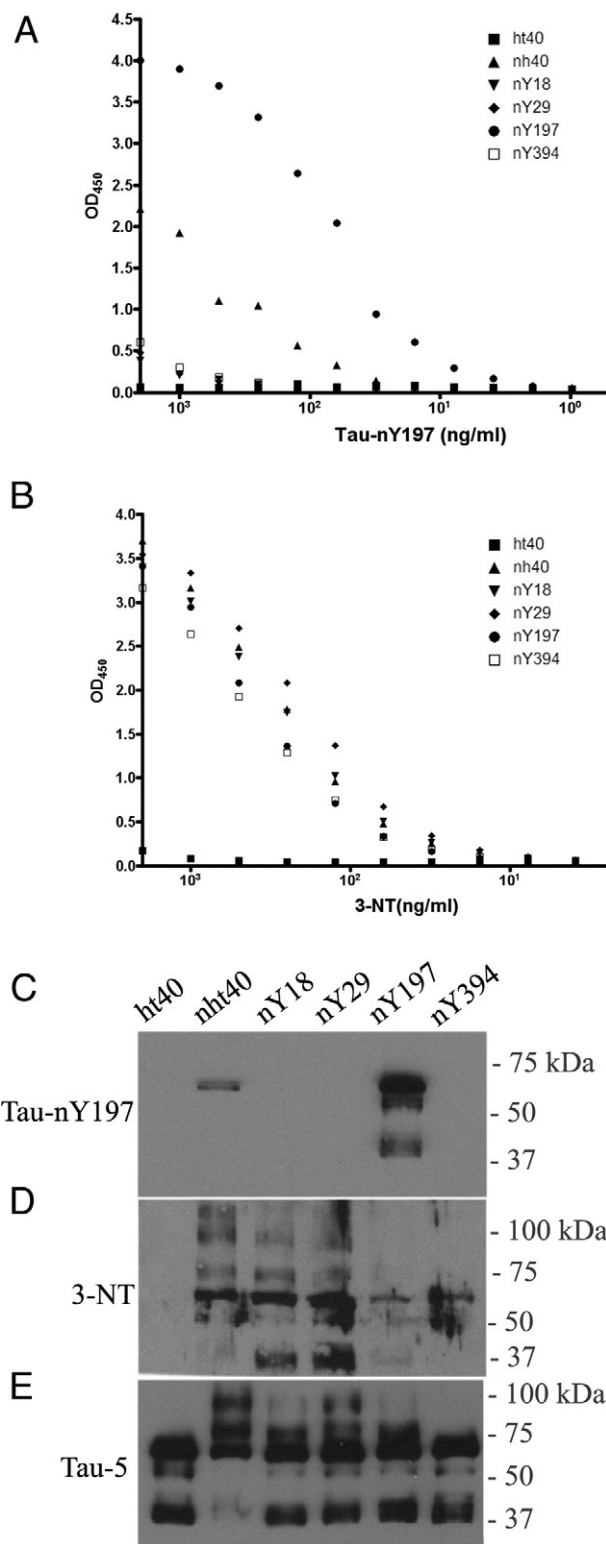 A
ht40
nh40
nY18
nY29
nY197
nY394
4.5
4.0
3.5
3.0
2.5
2.0
1.5
1.0
0.5
0.0
OD450
10³ 10² 10¹ 10⁰
Tau-nY197 (ng/ml)
B
ht40
nh40
nY18
nY29
nY197
nY394
4.0
3.5
3.0
2.5
2.0
1.5
1.0
0.5
0.0
OD450
10³ 10² 10¹
3-NT(ng/ml)
C
ht40 nht40 nY18 nY29 nY197 nY394
Tau-nY197
- 75 kDa
- 50
- 37
D
3-NT
- 100 kDa
- 75
- 50
- 37
E
Tau-5
- 100 kDa
- 75
- 50
- 37